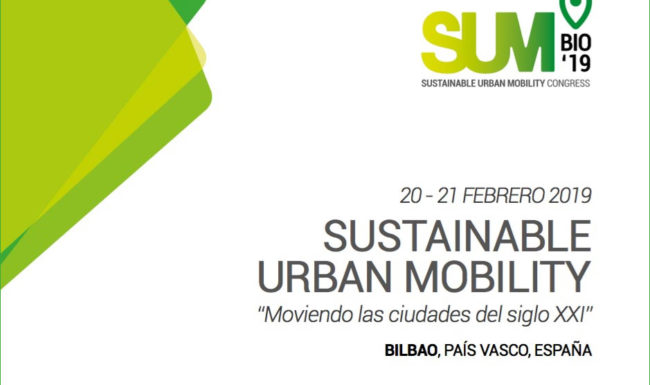 SUM
BIO
‘19
SUSTAINABLE URBAN MOBILITY CONGRESS
20 - 21 FEBRERO 2019
SUSTAINABLE
URBAN MOBILITY
“Moviendo las ciudades del siglo XXI”
BILBAO, PAÍS VASCO, ESPAÑA